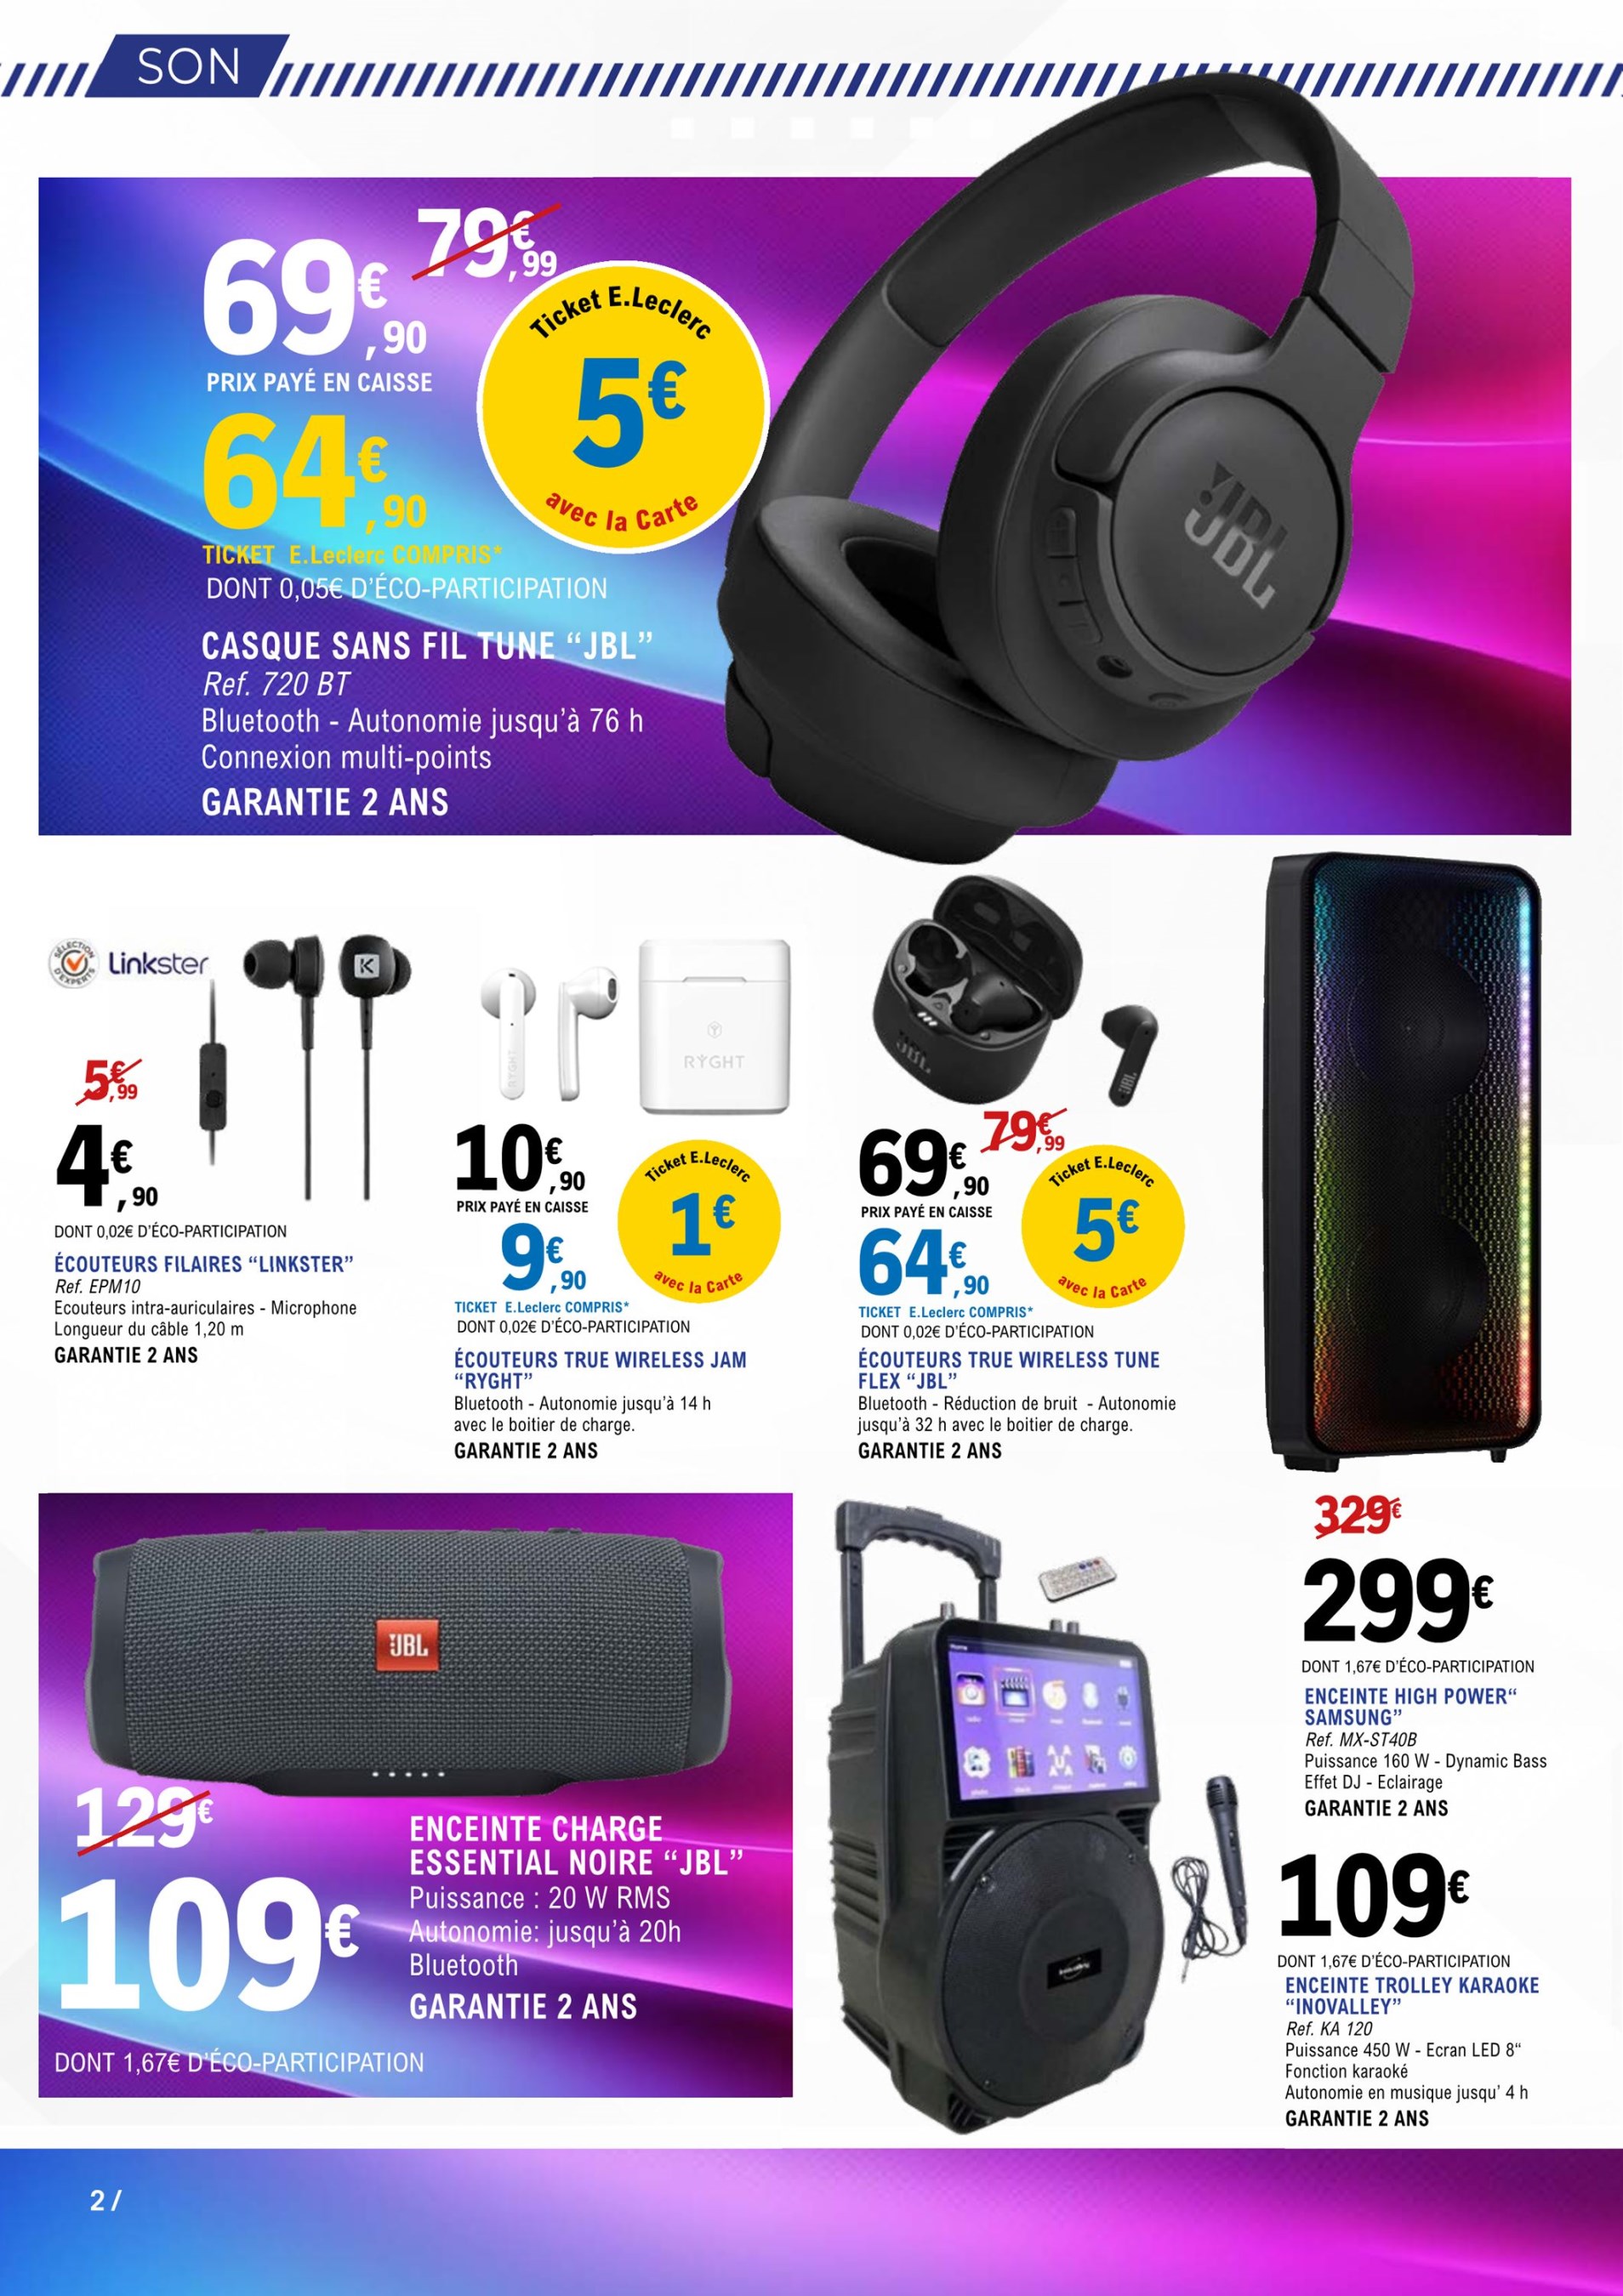 SON
79€,99
69€,90
PRIX PAYÉ EN CAISSE
64€,90
TICKET E.Leclerc COMPRIS*
DONT 0,05€ D'ÉCO-PARTICIPATION
Ticket E.Leclerc
5€
avec la Carte
CASQUE SANS FIL TUNE “JBL”
Ref. 720 BT
Bluetooth - Autonomie jusqu'à 76 h
Connexion multi-points
GARANTIE 2 ANS
JBL
SÉLECTION D'EXPERTS
Linkster
K
5€,99
4€,90
DONT 0,02€ D'ÉCO-PARTICIPATION
ÉCOUTEURS FILAIRES “LINKSTER”
Ref. EPM10
Ecouteurs intra-auriculaires - Microphone
Longueur du câble 1,20 m
GARANTIE 2 ANS
RYGHT
RYGHT
10€,90
PRIX PAYÉ EN CAISSE
9€,90
TICKET E.Leclerc COMPRIS*
DONT 0,02€ D'ÉCO-PARTICIPATION
Ticket E.Leclerc
1€
avec la Carte
ÉCOUTEURS TRUE WIRELESS JAM
“RYGHT”
Bluetooth - Autonomie jusqu'à 14 h
avec le boitier de charge.
GARANTIE 2 ANS
JBL
JBL
79€,99
69€,90
PRIX PAYÉ EN CAISSE
64€,90
TICKET E.Leclerc COMPRIS*
DONT 0,02€ D'ÉCO-PARTICIPATION
Ticket E.Leclerc
5€
avec la Carte
ÉCOUTEURS TRUE WIRELESS TUNE
FLEX “JBL”
Bluetooth - Réduction de bruit - Autonomie
jusqu'à 32 h avec le boitier de charge.
GARANTIE 2 ANS
329€
299€
DONT 1,67€ D'ÉCO-PARTICIPATION
ENCEINTE HIGH POWER“
SAMSUNG”
Ref. MX-ST40B
Puissance 160 W - Dynamic Bass
Effet DJ - Eclairage
GARANTIE 2 ANS
JBL
129€
109€
DONT 1,67€ D'ÉCO-PARTICIPATION
ENCEINTE CHARGE
ESSENTIAL NOIRE “JBL”
Puissance : 20 W RMS
Autonomie: jusqu'à 20h
Bluetooth
GARANTIE 2 ANS
Home
109€
DONT 1,67€ D'ÉCO-PARTICIPATION
ENCEINTE TROLLEY KARAOKE
“INOVALLEY”
Ref. KA 120
Puissance 450 W - Ecran LED 8“
Fonction karaoké
Autonomie en musique jusqu' 4 h
GARANTIE 2 ANS
2 /